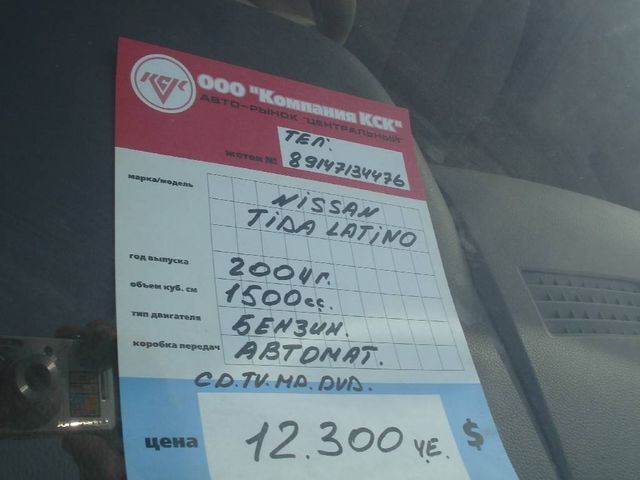 КСК
ООО "Компания КСК"
АВТО-РЫНОК "ЦЕНТРАЛЬНЫЙ"
ТЕЛ:
жетон № 89147134476
марка/модель NiSSAN
TiDA LATiNO
год выпуска 2004г.
объем куб. см 1500сс.
тип двигателя БЕНЗИН.
коробка передач АВТОМАТ.
CD.TV.MD.DVD.
цена 12.300 у.е. $